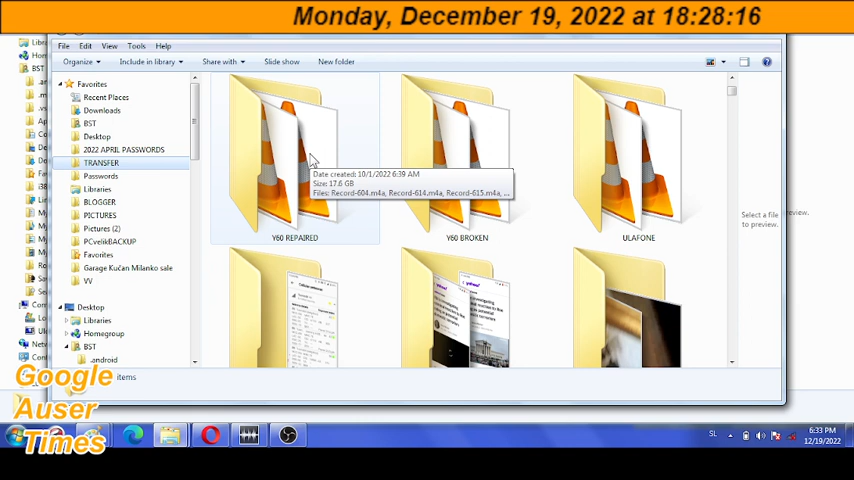 Monday, December 19, 2022 at 18:28:16
File Edit View Tools Help
Organize Include in library Share with Slide show New folder
Favorites
Recent Places
Downloads
BST
Desktop
2022 APRIL PASSWORDS
TRANSFER
Passwords
Libraries
BLOGGER
PICTURES
Pictures (2)
PCvelikBACKUP
Favorites
Garage Kućan Milanko sale
VV
Desktop
Libraries
Homegroup
BST
.android
Date created: 10/1/2022 6:39 AM
Size: 17.6 GB
Files: Record-604.m4a, Record-614.m4a, Record-615.m4a, ...
Y60 REPAIRED
Y60 BROKEN
ULAFONE
Select a file
to preview.
review.
items
Google
Auser
Times
SL
6:33 PM
12/19/2022